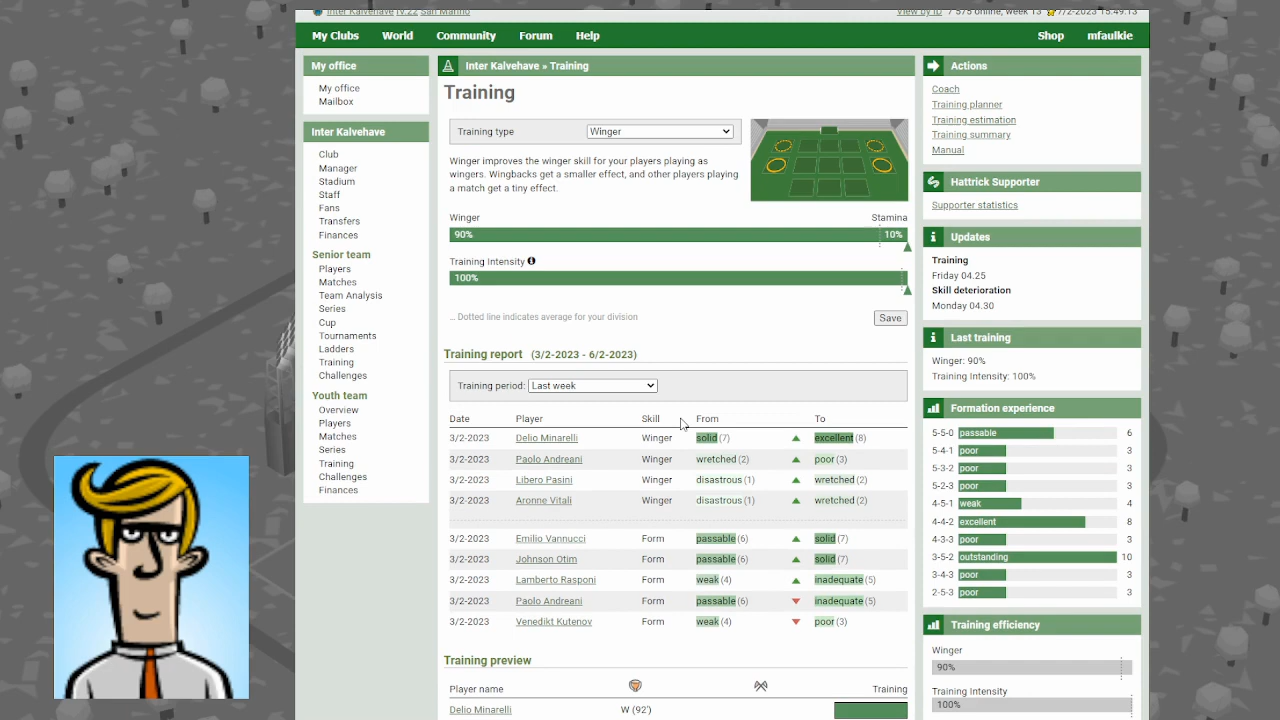 Inter Kalvehave IV.22 San Marino
View by ID 7 575 online, week 13 7/2-2023 15:49:13
My Clubs World Community Forum Help Shop mfaulkie
My office
My office
Mailbox
Inter Kalvehave
Club
Manager
Stadium
Staff
Fans
Transfers
Finances
Senior team
Players
Matches
Team Analysis
Series
Cup
Tournaments
Ladders
Training
Challenges
Youth team
Overview
Players
Matches
Series
Training
Challenges
Finances
Inter Kalvehave » Training
Training
Training type Winger
Winger improves the winger skill for your players playing as
wingers. Wingbacks get a smaller effect, and other players playing
a match get a tiny effect.
Winger Stamina
90% 10%
Training Intensity
100%
... Dotted line indicates average for your division Save
Training report (3/2-2023 - 6/2-2023)
Training period: Last week
Date Player Skill From To
3/2-2023 Delio Minarelli Winger solid (7) excellent (8)
3/2-2023 Paolo Andreani Winger wretched (2) poor (3)
3/2-2023 Libero Pasini Winger disastrous (1) wretched (2)
3/2-2023 Aronne Vitali Winger disastrous (1) wretched (2)
3/2-2023 Emilio Vannucci Form passable (6) solid (7)
3/2-2023 Johnson Otim Form passable (6) solid (7)
3/2-2023 Lamberto Rasponi Form weak (4) inadequate (5)
3/2-2023 Paolo Andreani Form passable (6) inadequate (5)
3/2-2023 Venedikt Kutenov Form weak (4) poor (3)
Training preview
Player name Training
Delio Minarelli W (92')
Actions
Coach
Training planner
Training estimation
Training summary
Manual
Hattrick Supporter
Supporter statistics
Updates
Training
Friday 04.25
Skill deterioration
Monday 04.30
Last training
Winger: 90%
Training Intensity: 100%
Formation experience
5-5-0 passable 6
5-4-1 poor 3
5-3-2 poor 3
5-2-3 poor 3
4-5-1 weak 4
4-4-2 excellent 8
4-3-3 poor 3
3-5-2 outstanding 10
3-4-3 poor 3
2-5-3 poor 3
Training efficiency
Winger
90%
Training Intensity
100%